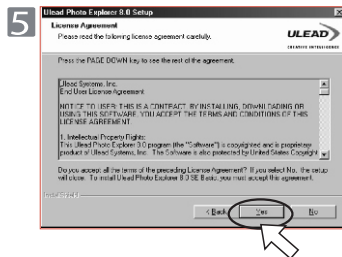 5
Ulead Photo Explorer 8.0 Setup
License Agreement
Please read the following license agreement carefully.
ULEAD
CREATIVE INTELLIGENCE
Press the PAGE DOWN key to see the rest of the agreement.
Ulead Systems, Inc.
End User License Agreement
NOTICE TO USER: THIS IS A CONTRACT. BY INSTALLING, DOWNLOADING OR
USING THIS SOFTWARE, YOU ACCEPT THE TERMS AND CONDITIONS OF THIS
LICENSE AGREEMENT.
1. Intellectual Property Rights:
This Ulead Photo Explorer 8.0 program (the "Software") is copyrighted and is proprietary
product of Ulead Systems, Inc. The Software is also protected by United States Copyright
Do you accept all the terms of the preceding License Agreement? If you select No, the setup
will close. To install Ulead Photo Explorer 8.0 SE Basic, you must accept this agreement.
InstallShield
< Back
Yes
No